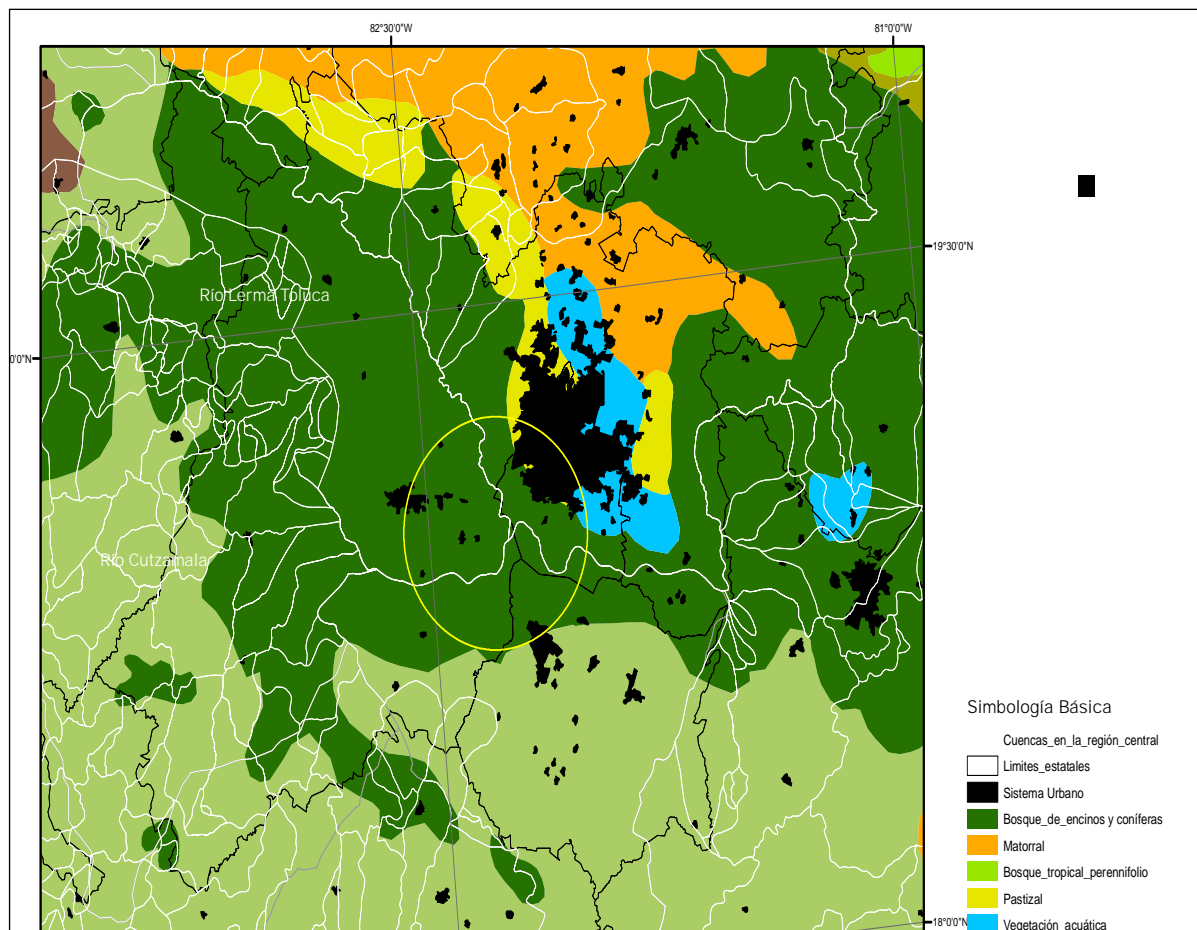 82°30'0"W
81°0'0"W
19°30'0"N
Río Lerma Toluca
0'0"N
Río Cutzamala
Simbología Básica
Cuencas_en_la_región_central
Limites_estatales
Sistema Urbano
Bosque_de_encinos y coníferas
Matorral
Bosque_tropical_perennifolio
Pastizal
Vegetación_acuática
18°0'0"N